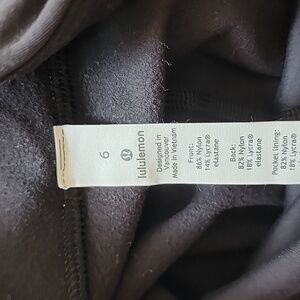 6
lululemon
Designed in
Vancouver
Made in Vietnam
Front:
86% Nylon
14% Lycra®
elastane
Back:
82% Nylon
18% Lycra®
elastane
Pocket lining:
82% Nylon
18% Lycra®